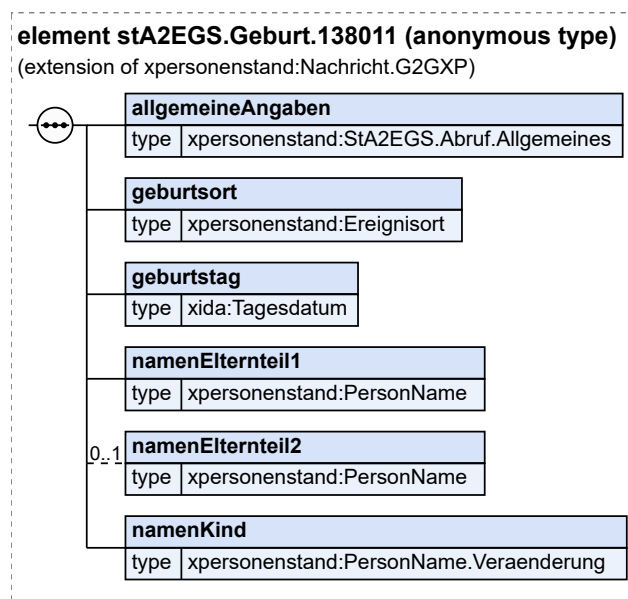 element stA2EGS.Geburt.138011 (anonymous type)
(extension of xpersonenstand:Nachricht.G2GXP)
allgemeineAngaben
type xpersonenstand:StA2EGS.Abruf.Allgemeines
geburtsort
type xpersonenstand:Ereignisort
geburtstag
type xida:Tagesdatum
namenElternteil1
type xpersonenstand:PersonName
0..1 namenElternteil2
type xpersonenstand:PersonName
namenKind
type xpersonenstand:PersonName.Veraenderung